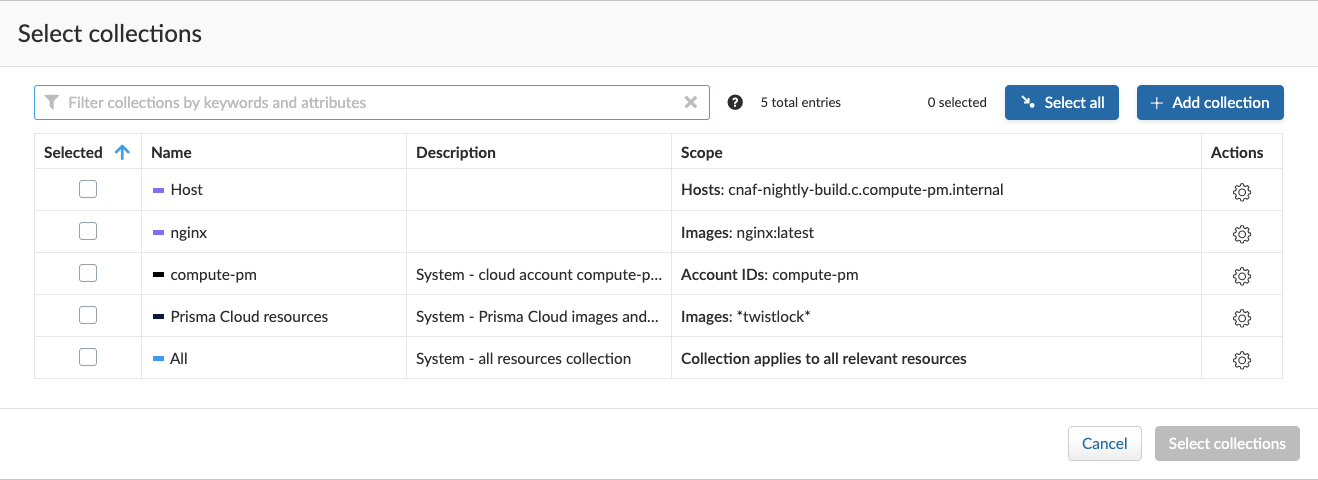 Select collections
Filter collections by keywords and attributes
5 total entries
0 selected
Select all
Add collection
Selected Name Description Scope Actions
Host Hosts: cnaf-nightly-build.c.compute-pm.internal
nginx Images: nginx:latest
compute-pm System - cloud account compute-p... Account IDs: compute-pm
Prisma Cloud resources System - Prisma Cloud images and... Images: *twistlock*
All System - all resources collection Collection applies to all relevant resources
Cancel
Select collections